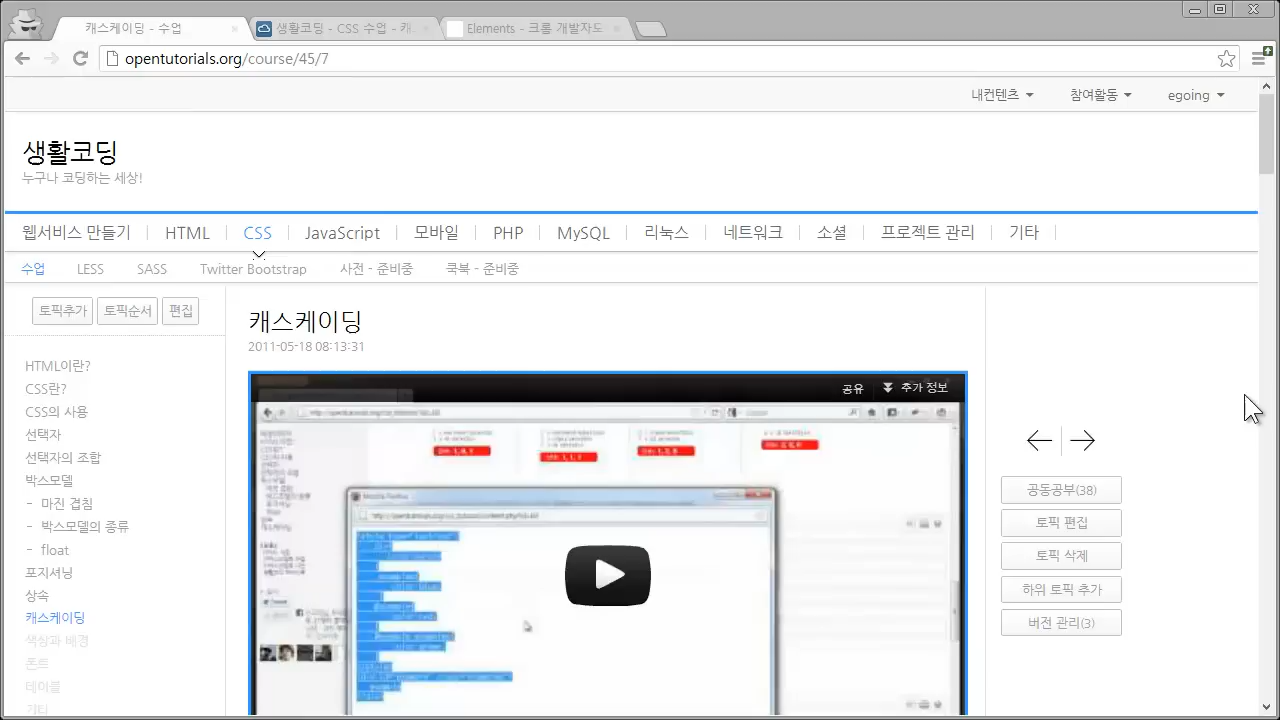 캐스케이딩 - 수업
생활코딩 - CSS 수업 - 캐
Elements - 크롬 개발자도
opentutorials.org/course/45/7
내컨텐츠 참여활동 egoing
생활코딩
누구나 코딩하는 세상!
웹서비스 만들기 HTML CSS JavaScript 모바일 PHP MySQL 리눅스 네트워크 소셜 프로젝트 관리 기타
수업 LESS SASS Twitter Bootstrap 사전 - 준비중 쿡북 - 준비중
토픽추가 토픽순서 편집
캐스케이딩
2011-05-18 08:13:31
공유 추가 정보
HTML이란?
CSS란?
CSS의 사용
선택자
선택자의 조합
박스모델
- 마진 겹침
- 박스모델의 종류
- float
포지셔닝
상속
캐스케이딩
색상과 배경
폰트
테이블
기타
공동공부(38)
토픽 편집
토픽 삭제
하위 토픽 추가
버전 관리(3)